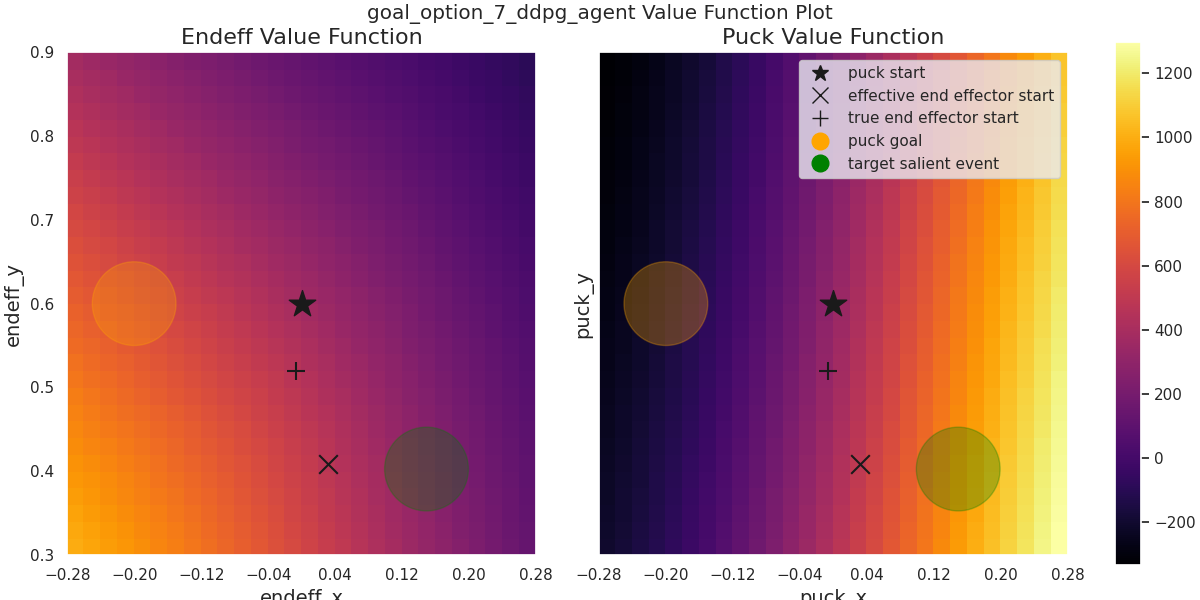 goal_option_7_ddpg_agent Value Function Plot
Endeff Value Function
Puck Value Function
0.9
0.8
0.7
0.6
0.5
0.4
0.3
endeff_y
−0.28 −0.20 −0.12 −0.04 0.04 0.12 0.20 0.28
endeff_x
puck start
effective end effector start
true end effector start
puck goal
target salient event
puck_y
−0.28 −0.20 −0.12 −0.04 0.04 0.12 0.20 0.28
puck_x
1200
1000
800
600
400
200
0
−200